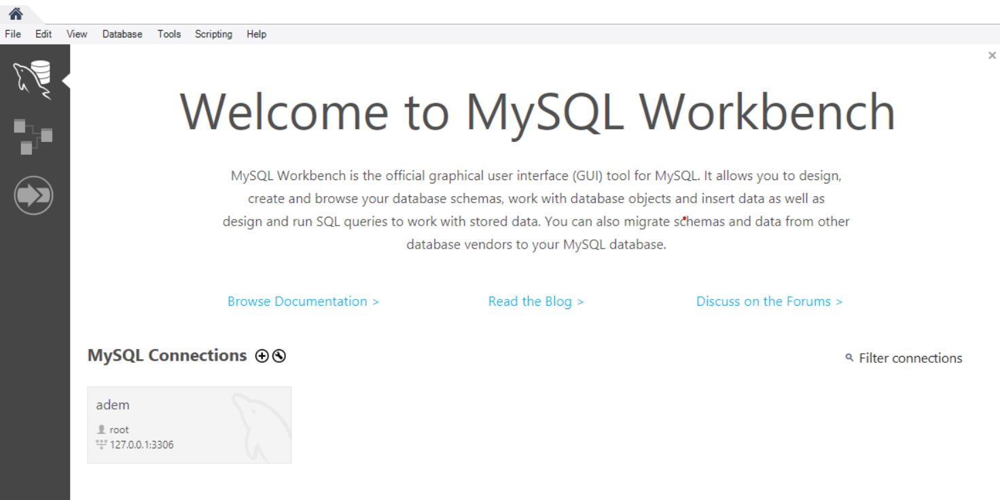 File Edit View Database Tools Scripting Help
Welcome to MySQL Workbench
MySQL Workbench is the official graphical user interface (GUI) tool for MySQL. It allows you to design,
create and browse your database schemas, work with database objects and insert data as well as
design and run SQL queries to work with stored data. You can also migrate schemas and data from other
database vendors to your MySQL database.
Browse Documentation > Read the Blog > Discuss on the Forums >
MySQL Connections Filter connections
adem
root
127.0.0.1:3306